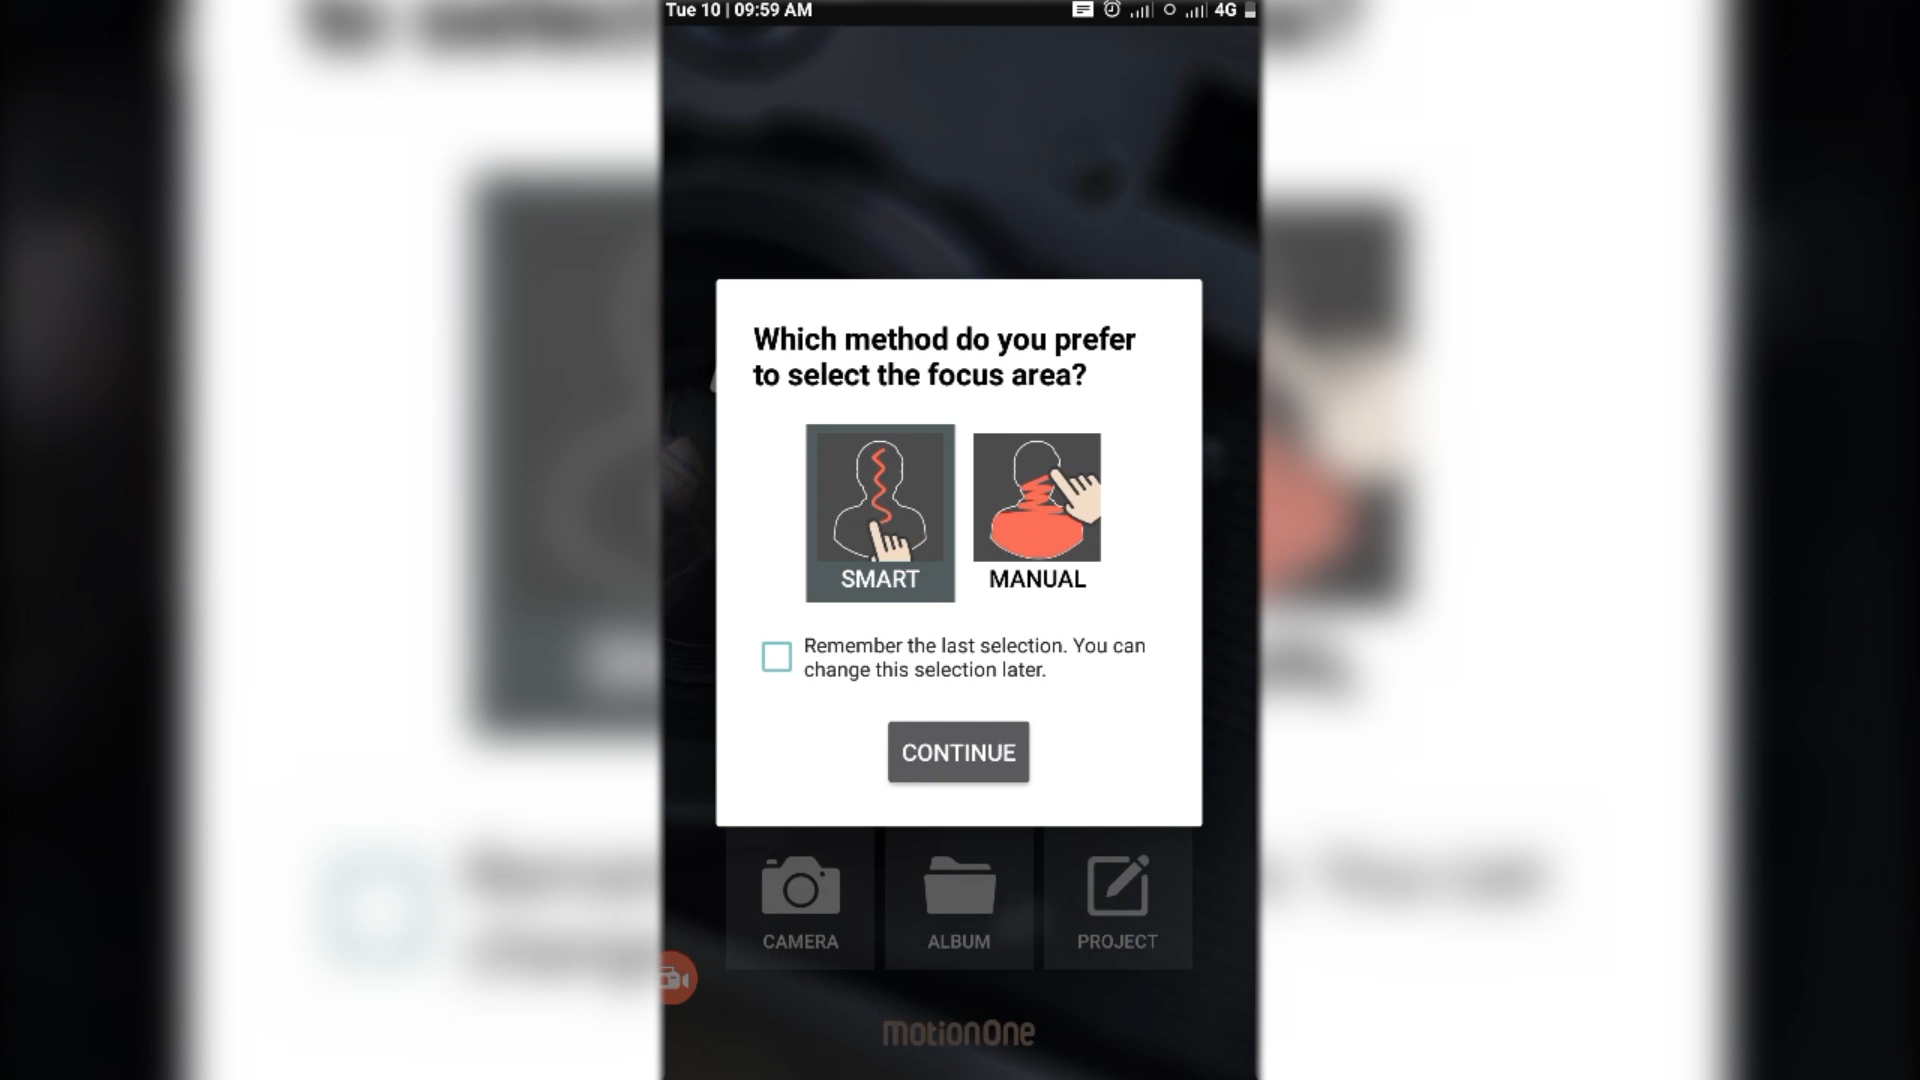 Tue 10 | 09:59 AM
4G
Which method do you prefer
to select the focus area?
SMART
MANUAL
Remember the last selection. You can
change this selection later.
CONTINUE
CAMERA
ALBUM
PROJECT
motionOne